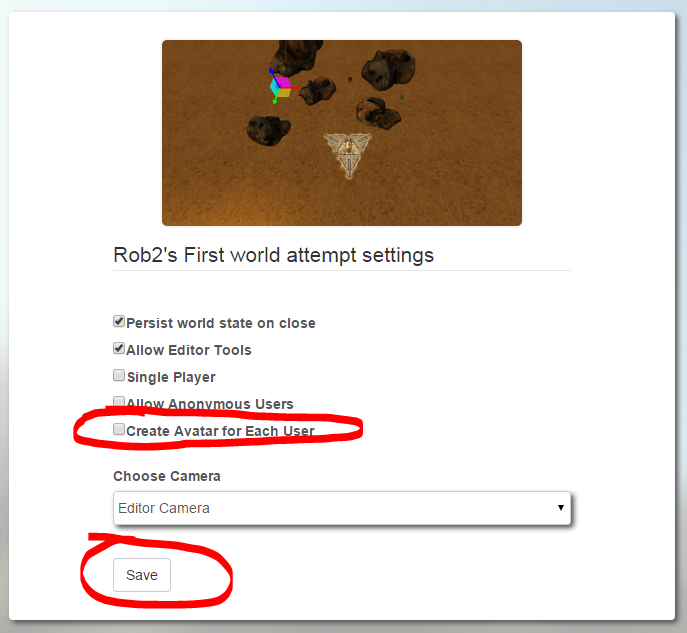 Rob2's First world attempt settings
Persist world state on close
Allow Editor Tools
Single Player
Allow Anonymous Users
Create Avatar for Each User
Choose Camera
Editor Camera
Save